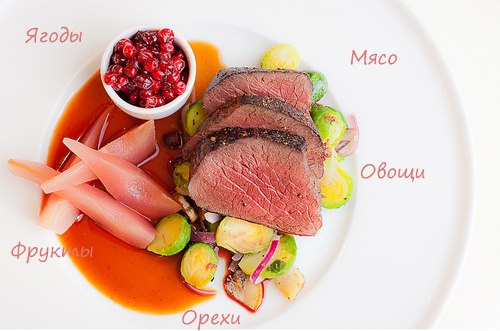 Ягоды
Мясо
Овощи
Фрукты
Орехи